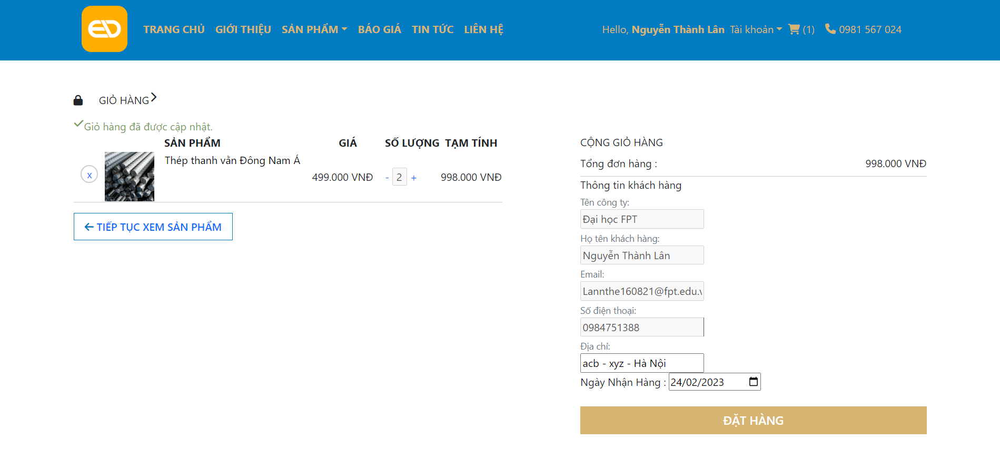 ED
TRANG CHỦ GIỚI THIỆU SẢN PHẨM BÁO GIÁ TIN TỨC LIÊN HỆ
Hello, Nguyễn Thành Lân Tài khoản (1) 0981 567 024
GIỎ HÀNG
Giỏ hàng đã được cập nhật.
SẢN PHẨM GIÁ SỐ LƯỢNG TẠM TÍNH
x Thép thanh vằn Đông Nam Á
499.000 VNĐ - 2 + 998.000 VNĐ
TIẾP TỤC XEM SẢN PHẨM
CỘNG GIỎ HÀNG
Tổng đơn hàng : 998.000 VNĐ
Thông tin khách hàng
Tên công ty:
Đại học FPT
Họ tên khách hàng:
Nguyễn Thành Lân
Email:
Lannthe160821@fpt.edu.v
Số điện thoại:
0984751388
Địa chỉ:
acb - xyz - Hà Nội
Ngày Nhận Hàng : 24/02/2023
ĐẶT HÀNG